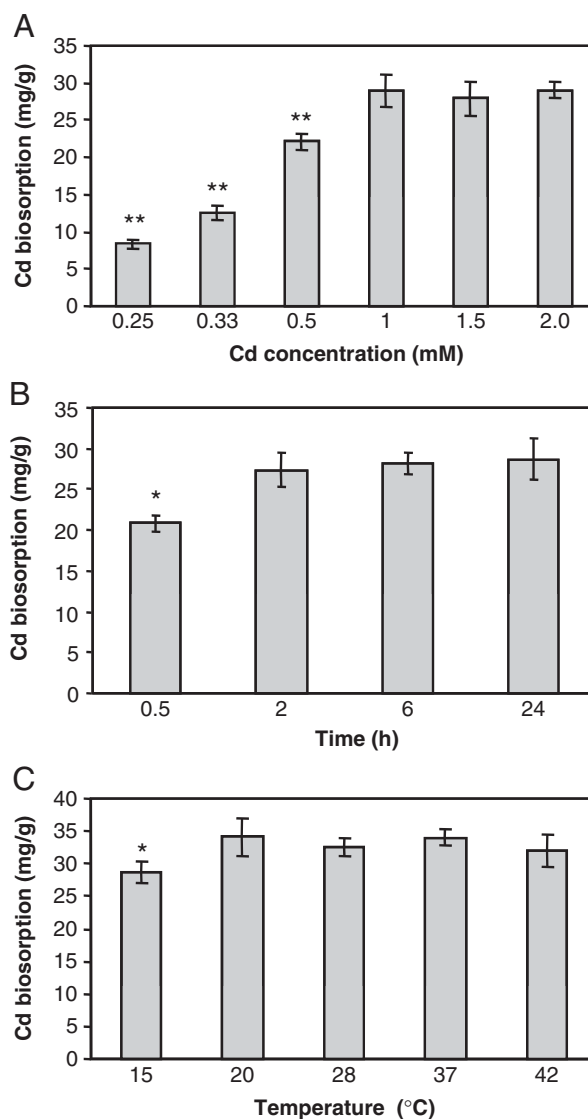 A
Cd biosorption (mg/g)
35
30
25
20
15
10
5
0
**
**
**
0.25 0.33 0.5 1 1.5 2.0
Cd concentration (mM)
B
Cd biosorption (mg/g)
35
30
25
20
15
10
5
0
*
0.5 2 6 24
Time (h)
C
Cd biosorption (mg/g)
40
35
30
25
20
15
10
5
0
*
15 20 28 37 42
Temperature (°C)